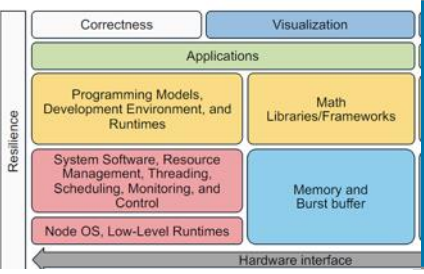 Resilience
Correctness
Visualization
Applications
Programming Models,
Development Environment, and
Runtimes
Math
Libraries/Frameworks
System Software, Resource
Management, Threading,
Scheduling, Monitoring, and
Control
Memory and
Burst buffer
Node OS, Low-Level Runtimes
Hardware interface